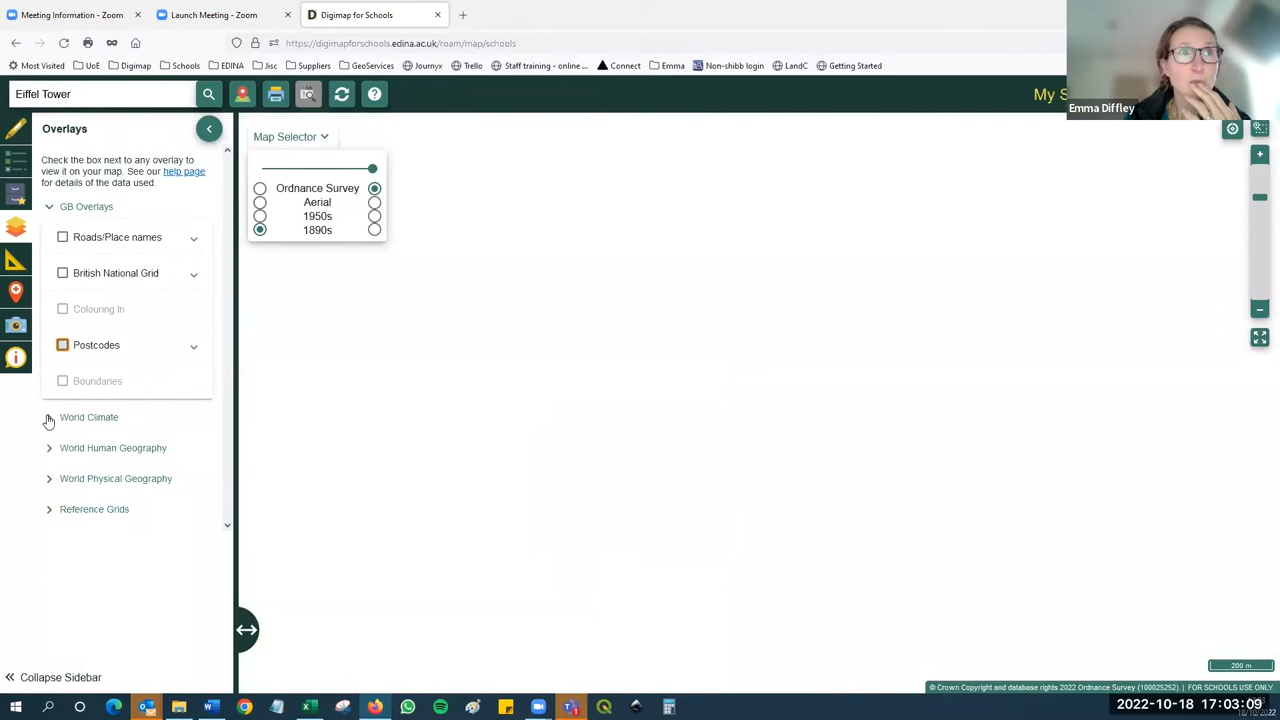 Meeting Information - Zoom
Launch Meeting - Zoom
Digimap for Schools
https://digimapforschools.edina.ac.uk/roam/map/schools
Most Visited
UoE
Digimap
Schools
EDINA
Jisc
Suppliers
GeoServices
Journyx
Trello
Staff training - online ...
Connect
Emma
Non-shibb login
LandC
Getting Started
Eiffel Tower
My S
Emma Diffley
Overlays
Check the box next to any overlay to
view it on your map. See our help page
for details of the data used.
GB Overlays
Roads/Place names
British National Grid
Colouring In
Postcodes
Boundaries
World Climate
World Human Geography
World Physical Geography
Reference Grids
Collapse Sidebar
Map Selector
Ordnance Survey
Aerial
1950s
1890s
200 m
© Crown Copyright and database rights 2022 Ordnance Survey (100025252). | FOR SCHOOLS USE ONLY.
2022-10-18 17:03:09
18/10/2022